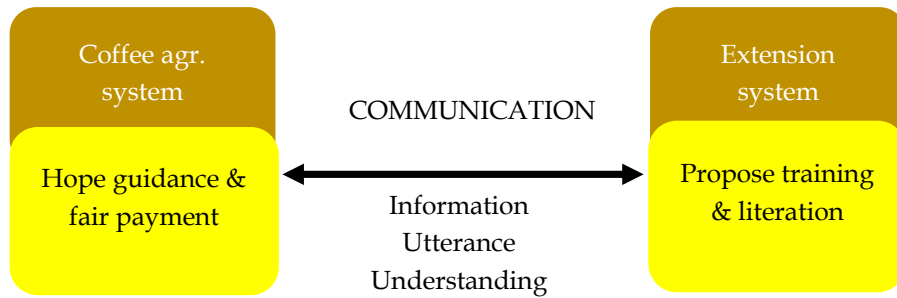 Coffee agr.
system
Hope guidance &
fair payment
COMMUNICATION
Information
Utterance
Understanding
Extension
system
Propose training
& literation